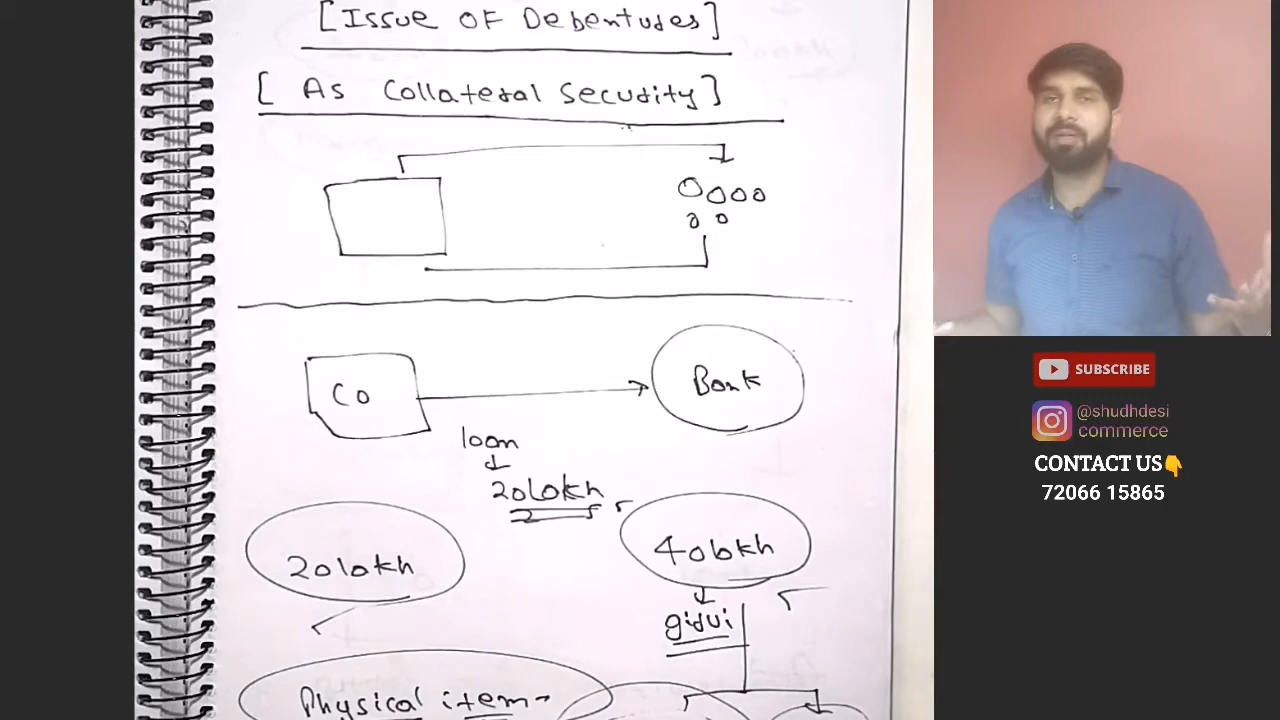 [Issue OF Debentures]
[ As Collateral Security]
Co
Bank
loan
20lakh
20lakh
40lakh
girvi
Physical item
SUBSCRIBE
@shudhdesi
commerce
CONTACT US👇
72066 15865